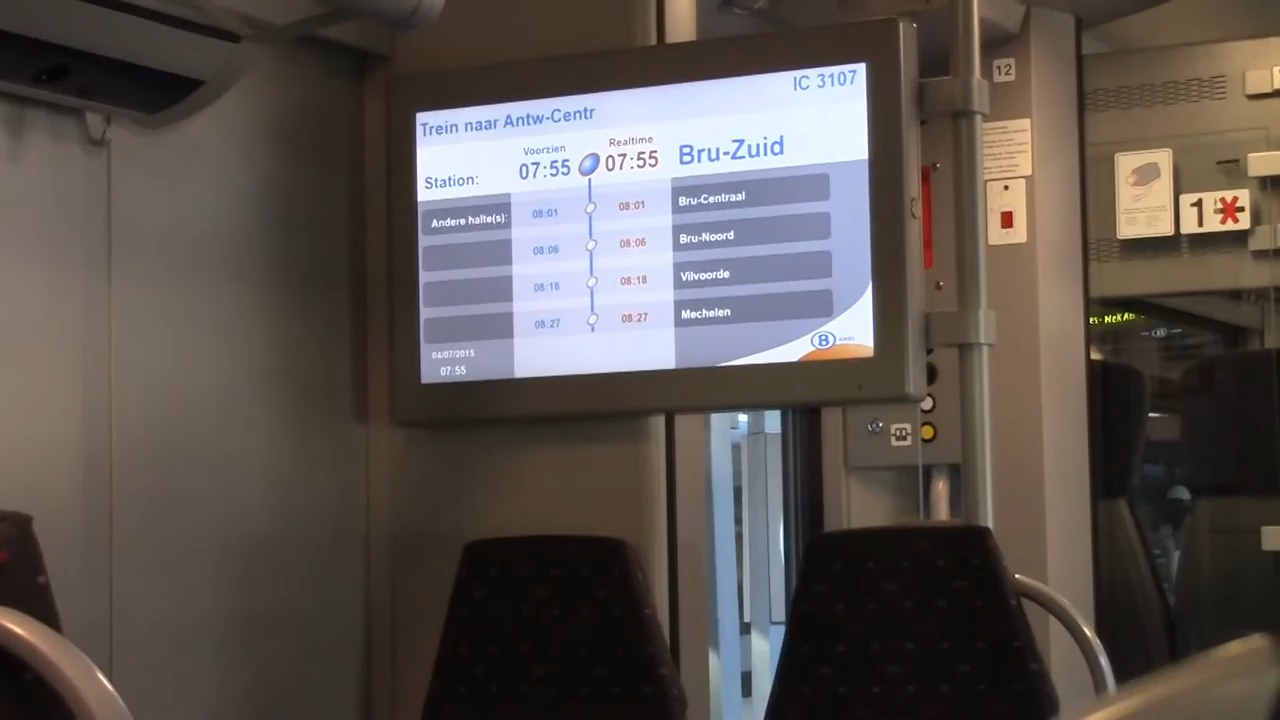 IC 3107
Trein naar Antw-Centr
Voorzien
Realtime
Station:
07:55
07:55
Bru-Zuid
Andere halte(s):
08:01
08:01
Bru-Centraal
08:06
08:06
Bru-Noord
08:18
08:18
Vilvoorde
08:27
08:27
Mechelen
04/07/2015
07:55
B
12
1